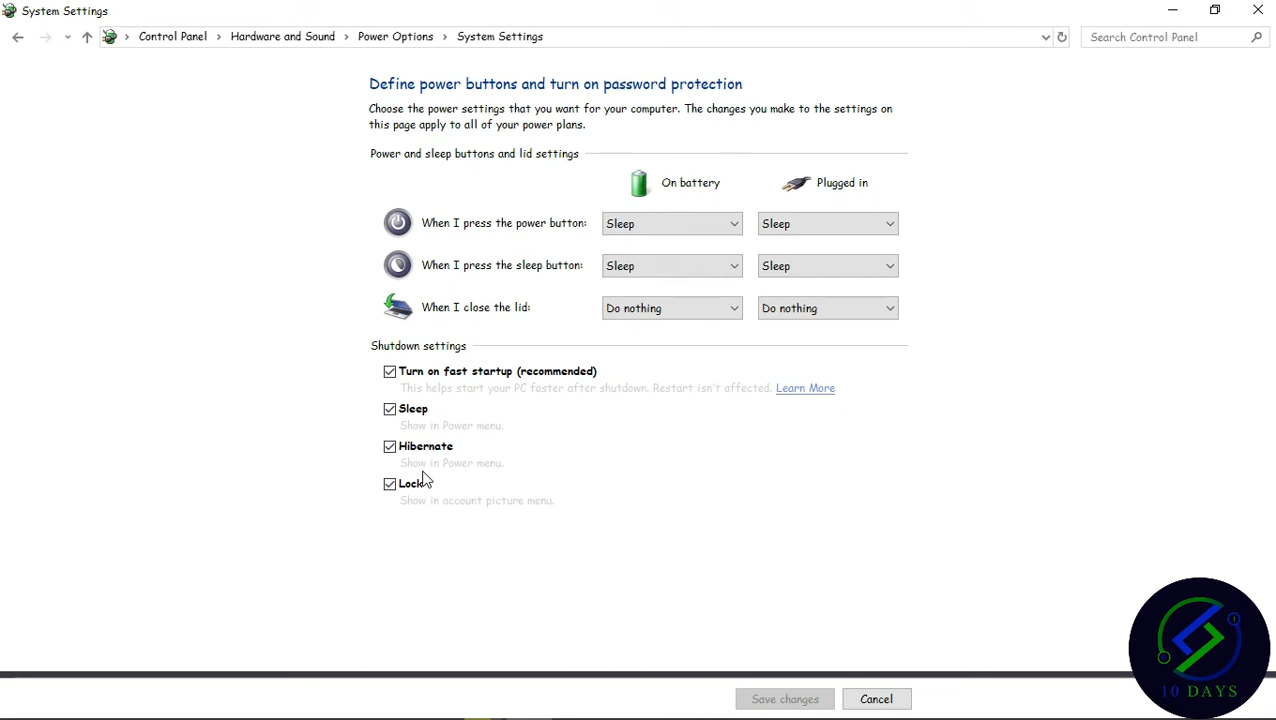 System Settings
Control Panel > Hardware and Sound > Power Options > System Settings
Search Control Panel
Define power buttons and turn on password protection
Choose the power settings that you want for your computer. The changes you make to the settings on
this page apply to all of your power plans.
Power and sleep buttons and lid settings
On battery Plugged in
When I press the power button: Sleep Sleep
When I press the sleep button: Sleep Sleep
When I close the lid: Do nothing Do nothing
Shutdown settings
Turn on fast startup (recommended)
This helps start your PC faster after shutdown. Restart isn't affected. Learn More
Sleep
Show in Power menu.
Hibernate
Show in Power menu.
Lock
Show in account picture menu.
10 DAYS
Save changes Cancel